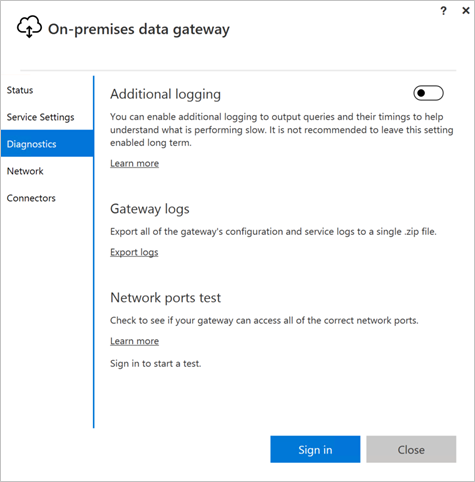 ? ×
On-premises data gateway
Status
Service Settings
Diagnostics
Network
Connectors
Additional logging
You can enable additional logging to output queries and their timings to help
understand what is performing slow. It is not recommended to leave this setting
enabled long term.
Learn more
Gateway logs
Export all of the gateway's configuration and service logs to a single .zip file.
Export logs
Network ports test
Check to see if your gateway can access all of the correct network ports.
Learn more
Sign in to start a test.
Sign in
Close